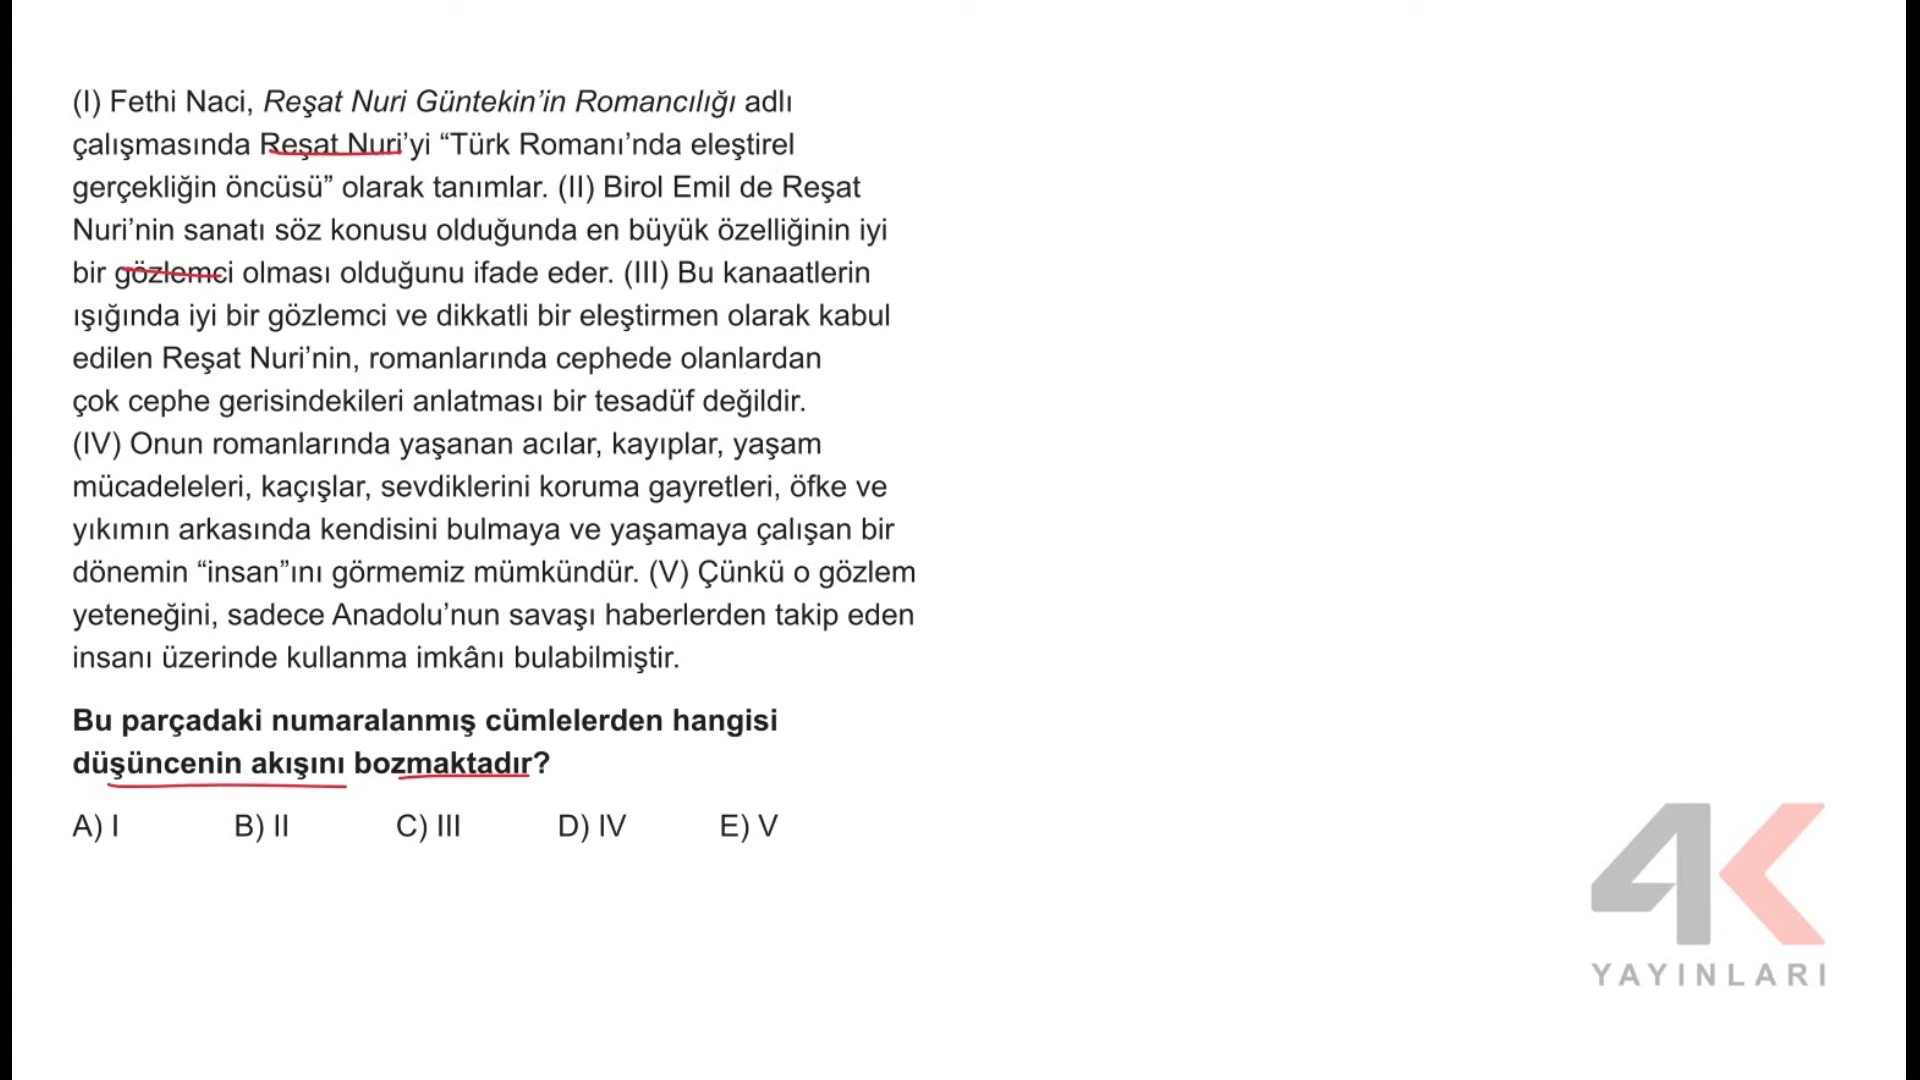 (I) Fethi Naci, Reşat Nuri Güntekin’in Romancılığı adlı
çalışmasında Reşat Nuri’yi “Türk Romanı’nda eleştirel
gerçekliğin öncüsü” olarak tanımlar. (II) Birol Emil de Reşat
Nuri’nin sanatı söz konusu olduğunda en büyük özelliğinin iyi
bir gözlemci olması olduğunu ifade eder. (III) Bu kanaatlerin
ışığında iyi bir gözlemci ve dikkatli bir eleştirmen olarak kabul
edilen Reşat Nuri’nin, romanlarında cephede olanlardan
çok cephe gerisindekileri anlatması bir tesadüf değildir.
(IV) Onun romanlarında yaşanan acılar, kayıplar, yaşam
mücadeleleri, kaçışlar, sevdiklerini koruma gayretleri, öfke ve
yıkımın arkasında kendisini bulmaya ve yaşamaya çalışan bir
dönemin “insan”ını görmemiz mümkündür. (V) Çünkü o gözlem
yeteneğini, sadece Anadolu’nun savaşı haberlerden takip eden
insanı üzerinde kullanma imkânı bulabilmiştir.
Bu parçadaki numaralanmış cümlelerden hangisi
düşüncenin akışını bozmaktadır?
A) I B) II C) III D) IV E) V
4K
YAYINLARI